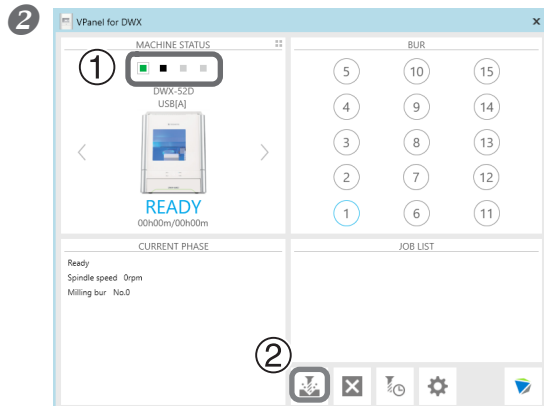 2
VPanel for DWX
MACHINE STATUS
1
DWX-52D
USB[A]
READY
00h00m/00h00m
BUR
5 10 15
4 9 14
3 8 13
2 7 12
1 6 11
CURRENT PHASE
Ready
Spindle speed 0rpm
Milling bur No.0
JOB LIST
2